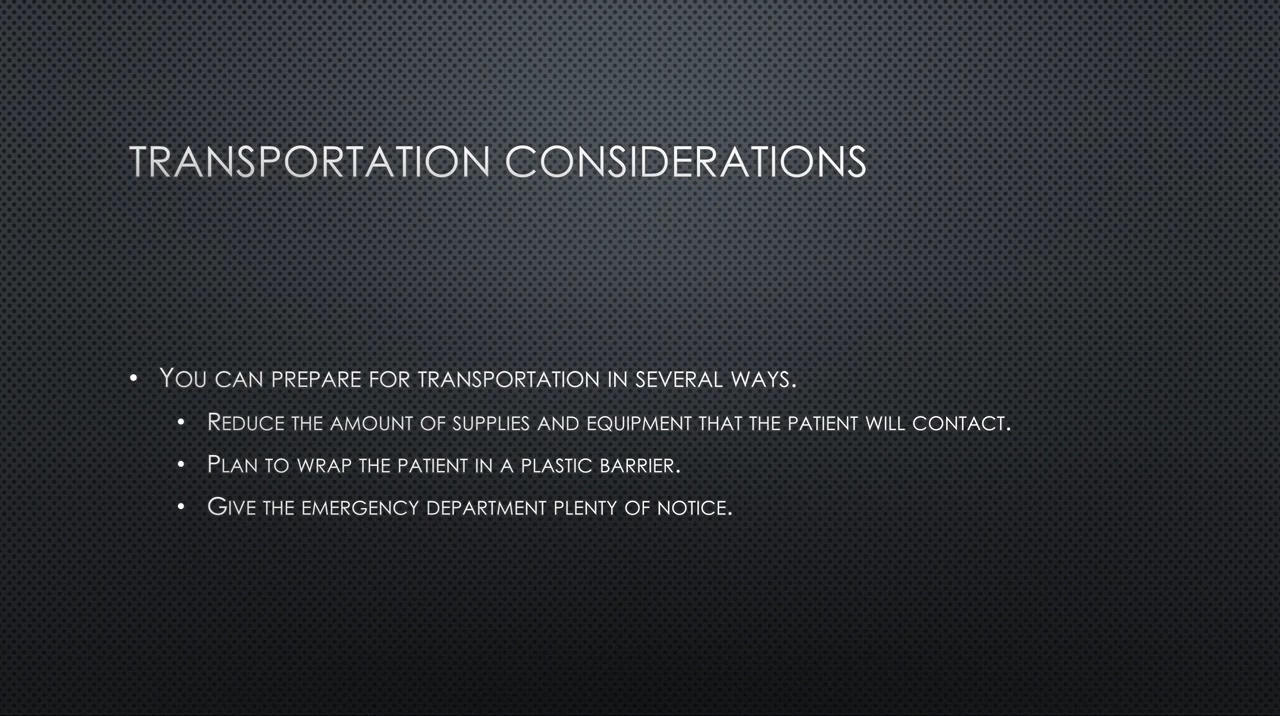 TRANSPORTATION CONSIDERATIONS
• YOU CAN PREPARE FOR TRANSPORTATION IN SEVERAL WAYS.
• REDUCE THE AMOUNT OF SUPPLIES AND EQUIPMENT THAT THE PATIENT WILL CONTACT.
• PLAN TO WRAP THE PATIENT IN A PLASTIC BARRIER.
• GIVE THE EMERGENCY DEPARTMENT PLENTY OF NOTICE.